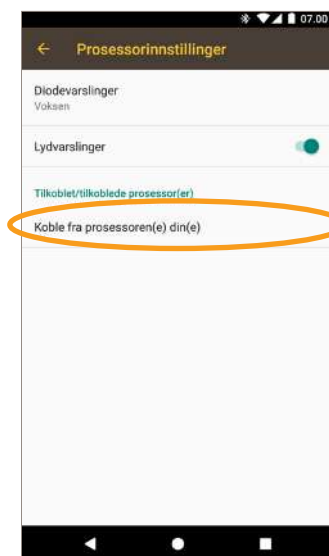 07.00
Prosessorinnstillinger
Diodevarslinger
Voksen
Lydvarslinger
Tilkoblet/tilkoblede prosessor(er)
Koble fra prosessoren(e) din(e)